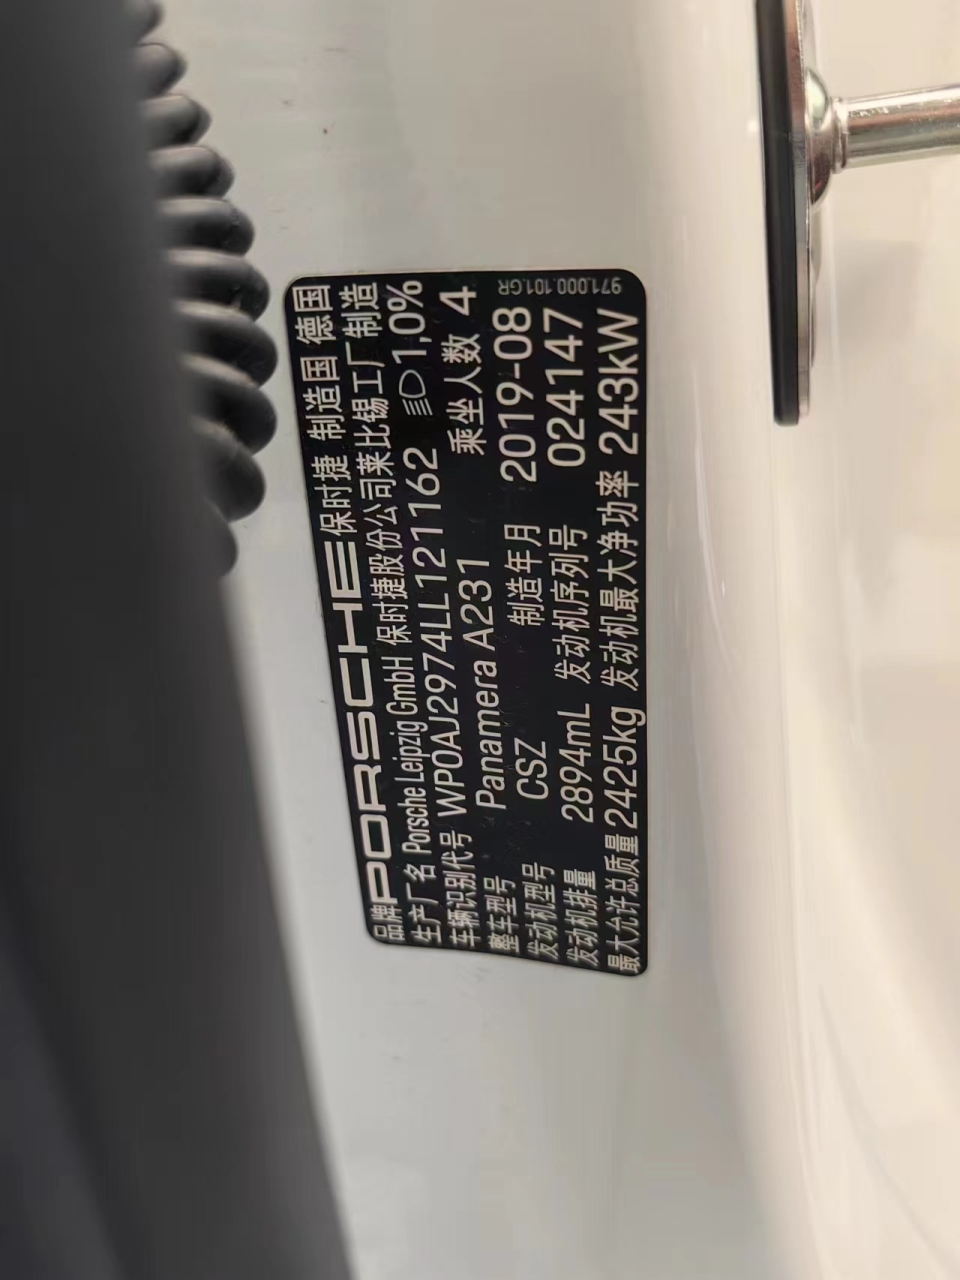 品牌 PORSCHE 保时捷 制造国 德国
生产厂名 Porsche Leipzig GmbH 保时捷股份公司莱比锡工厂制造
车辆识别代号 WP0AJ2974LL121162 1,0%
整车型号 Panamera A231 乘坐人数 4
发动机型号 CSZ 制造年月 2019-08
发动机排量 2894mL 发动机序列号 024147
最大允许总质量 2425kg 发动机最大净功率 243kW
971.000.101.GR